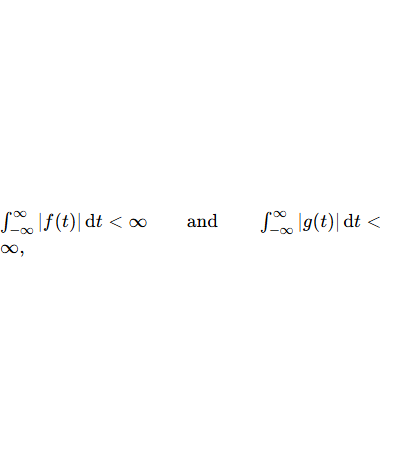 ∫_{-∞}^{∞} |f(t)| dt < ∞ and ∫_{-∞}^{∞} |g(t)| dt <
∞,